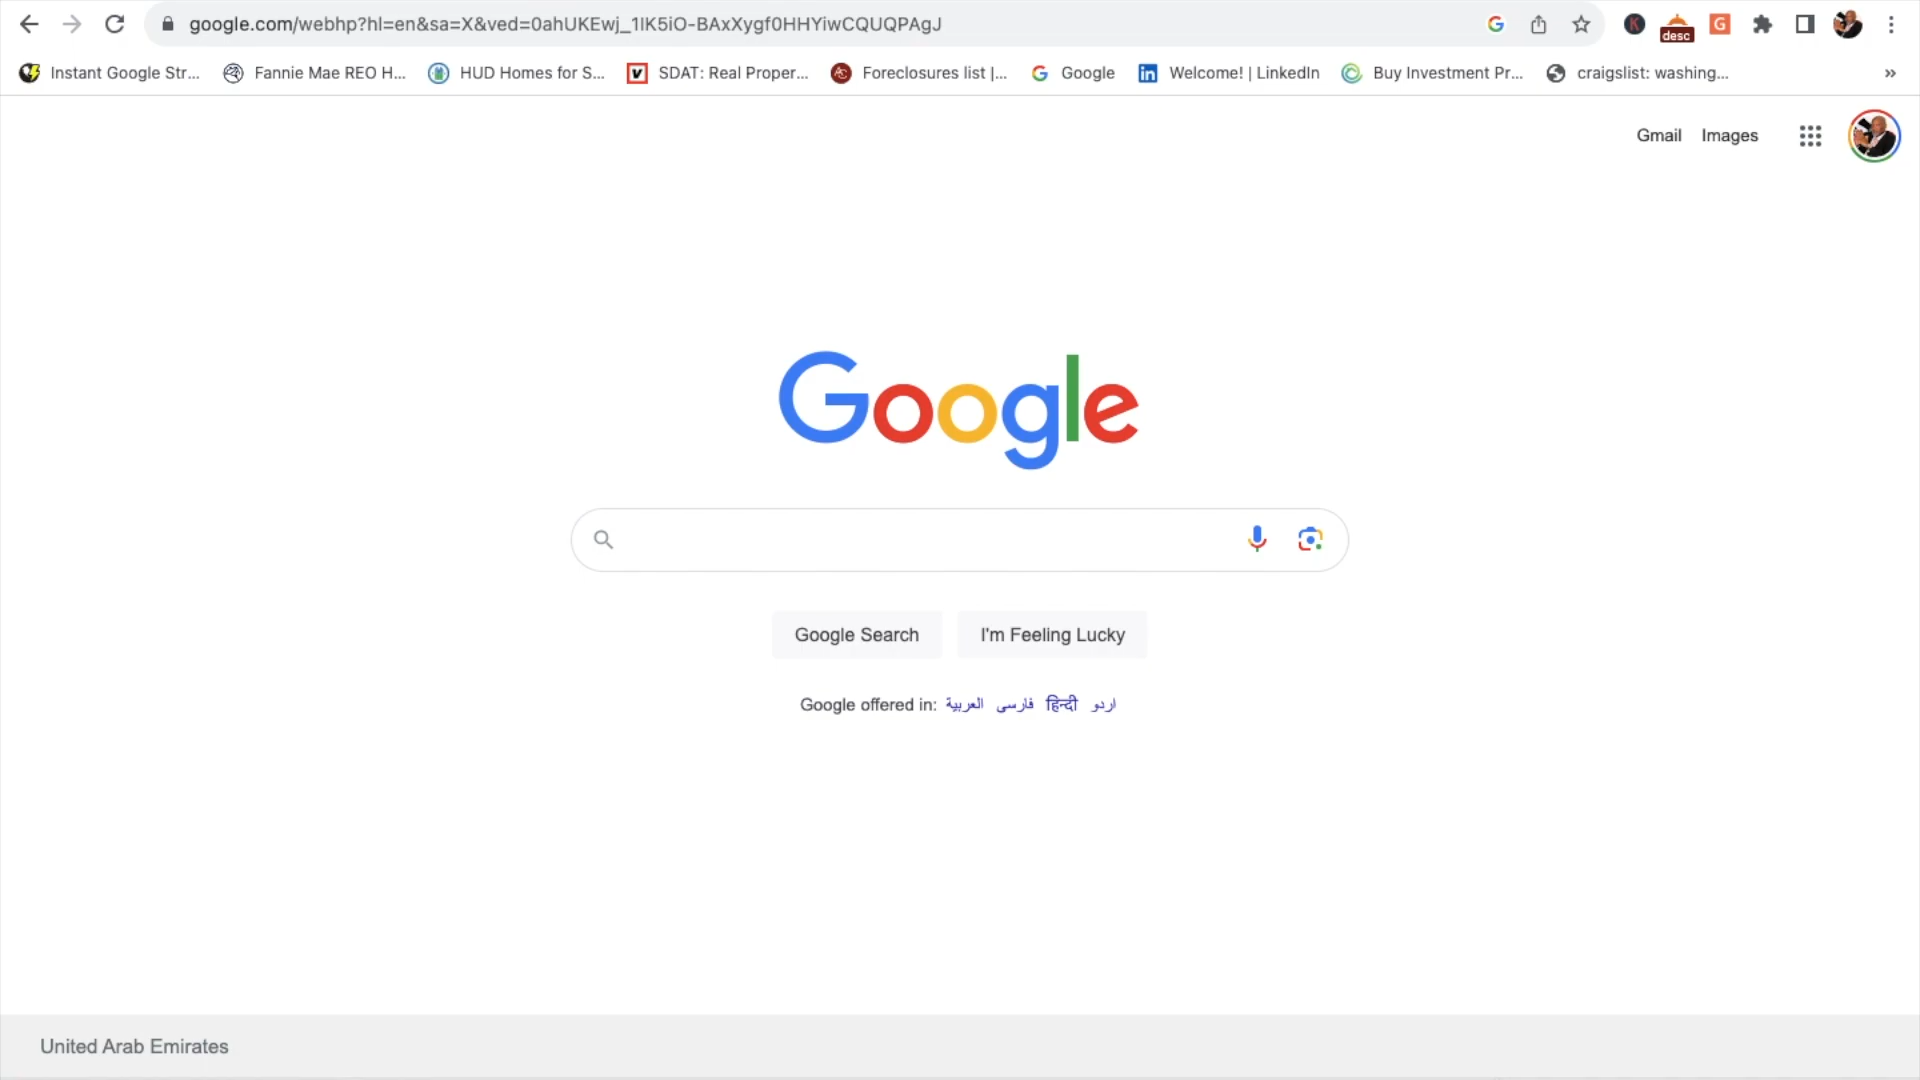 google.com/webhp?hl=en&sa=X&ved=0ahUKEwj_1lK5iO-BAxXygf0HHYiwCQUQPAgJ
K desc G
Instant Google Str... Fannie Mae REO H... HUD Homes for S... SDAT: Real Proper... Foreclosures list |... Google Welcome! | LinkedIn Buy Investment Pr... craigslist: washing... »
Gmail Images
Google
Google Search I'm Feeling Lucky
Google offered in: العربية فارسی हिन्दी اردو
United Arab Emirates